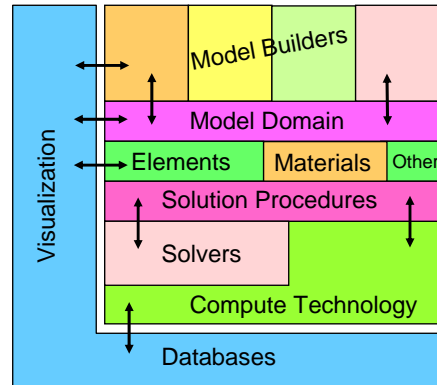 Model Builders
Model Domain
Elements
Materials
Other
Solution Procedures
Solvers
Compute Technology
Visualization
Databases